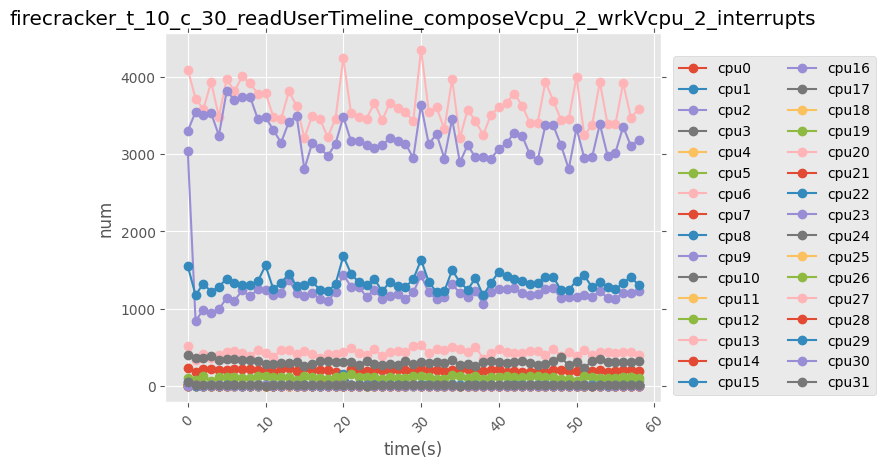 firecracker_t_10_c_30_readUserTimeline_composeVcpu_2_wrkVcpu_2_interrupts
4000
3000
2000
1000
0
num
0
10
20
30
40
50
60
time(s)
cpu0
cpu1
cpu2
cpu3
cpu4
cpu5
cpu6
cpu7
cpu8
cpu9
cpu10
cpu11
cpu12
cpu13
cpu14
cpu15
cpu16
cpu17
cpu18
cpu19
cpu20
cpu21
cpu22
cpu23
cpu24
cpu25
cpu26
cpu27
cpu28
cpu29
cpu30
cpu31